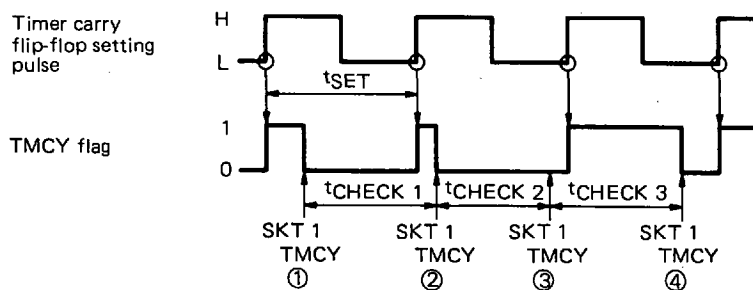 Timer carry
flip-flop setting
pulse
H
L
tSET
TMCY flag
1
0
tCHECK 1
tCHECK 2
tCHECK 3
SKT 1
TMCY
①
SKT 1
TMCY
②
SKT 1
TMCY
③
SKT 1
TMCY
④